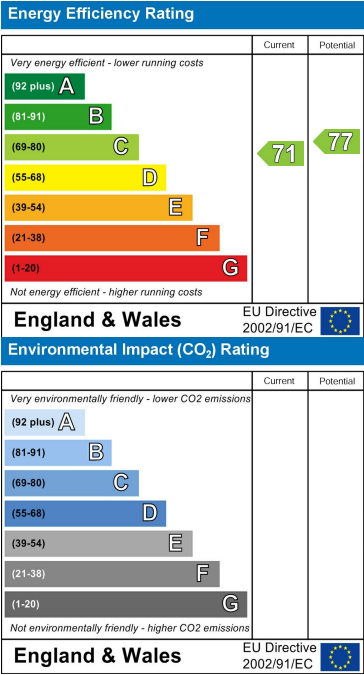 Energy Efficiency Rating
Current Potential
Very energy efficient - lower running costs
(92 plus) A
(81-91) B
(69-80) C
71
77
(55-68) D
(39-54) E
(21-38) F
(1-20) G
Not energy efficient - higher running costs
England & Wales
EU Directive
2002/91/EC
Environmental Impact (CO₂) Rating
Current Potential
Very environmentally friendly - lower CO2 emissions
(92 plus) A
(81-91) B
(69-80) C
(55-68) D
(39-54) E
(21-38) F
(1-20) G
Not environmentally friendly - higher CO2 emissions
England & Wales
EU Directive
2002/91/EC